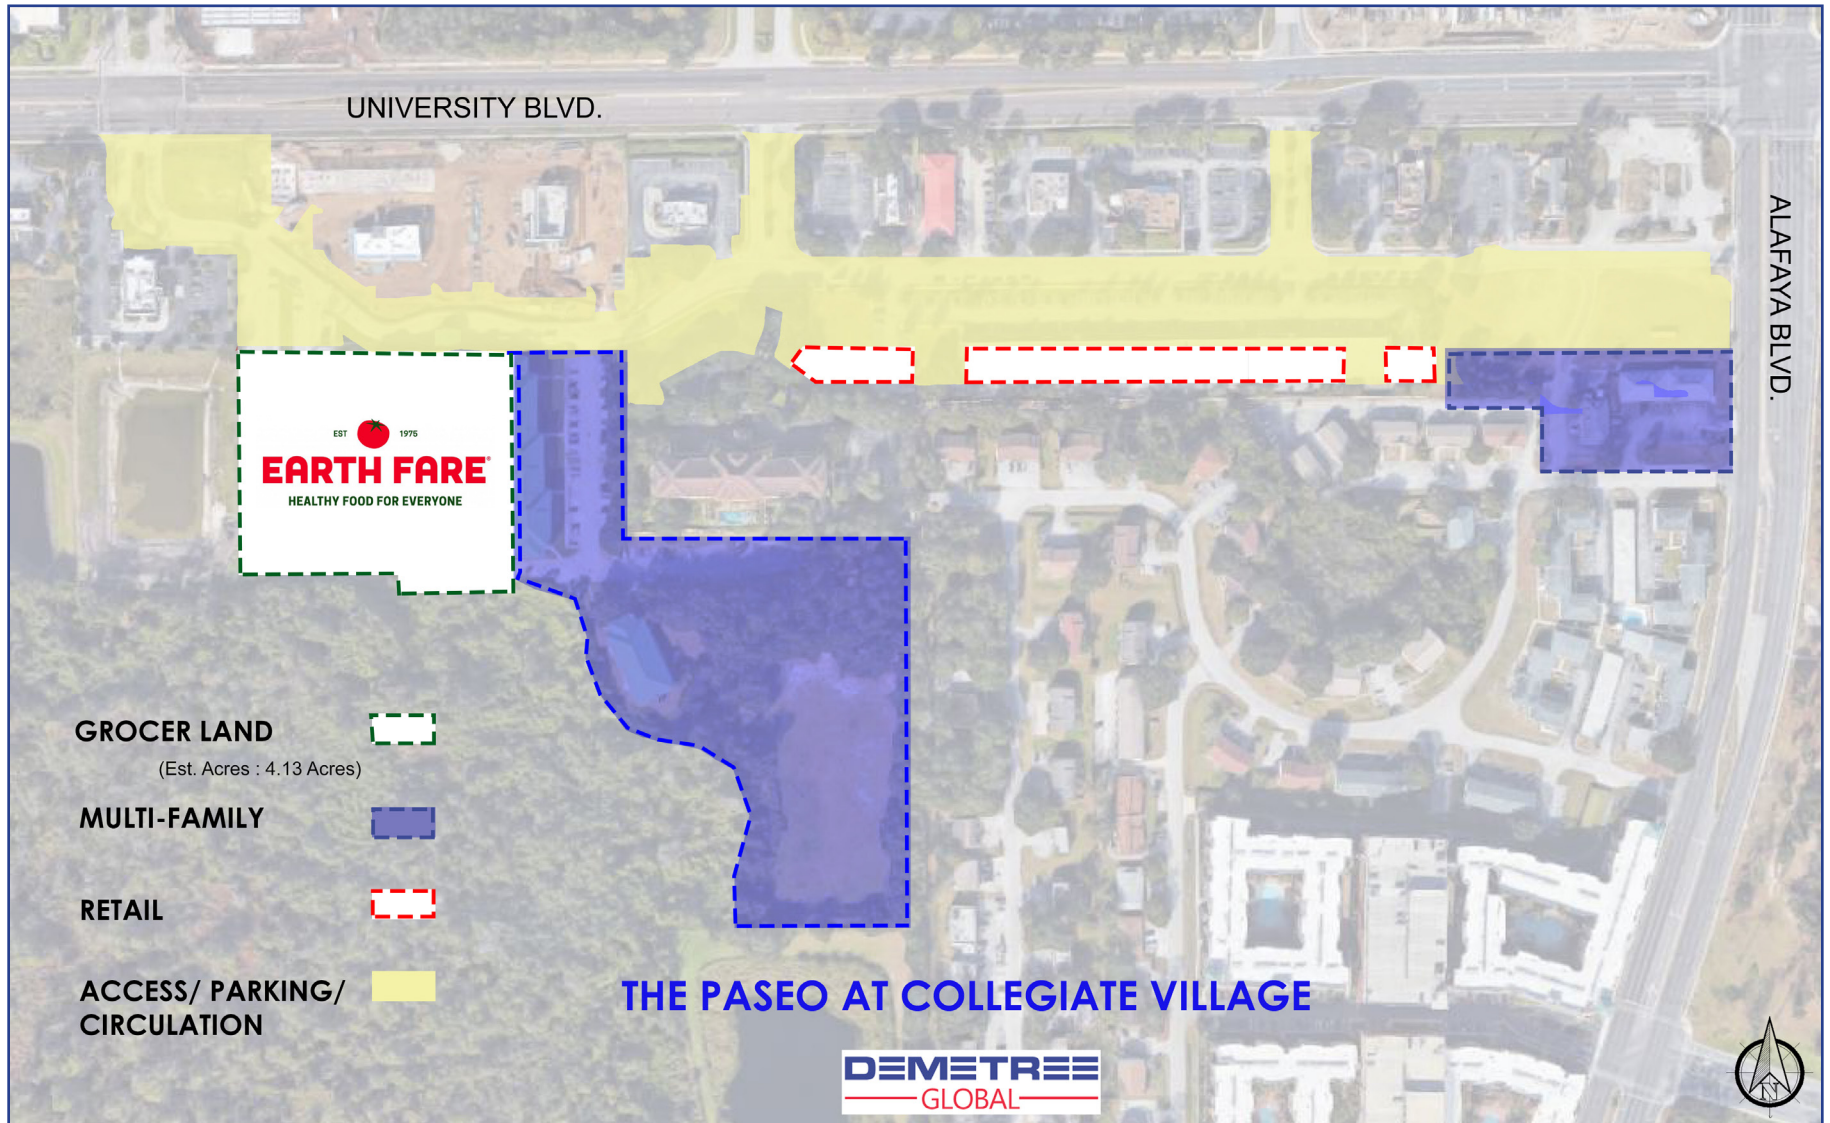 UNIVERSITY BLVD.
ALAFAYA BLVD.
EST 1975
EARTH FARE®
HEALTHY FOOD FOR EVERYONE
GROCER LAND
(Est. Acres : 4.13 Acres)
MULTI-FAMILY
RETAIL
ACCESS/ PARKING/
CIRCULATION
THE PASEO AT COLLEGIATE VILLAGE
DEMETREE
GLOBAL
N